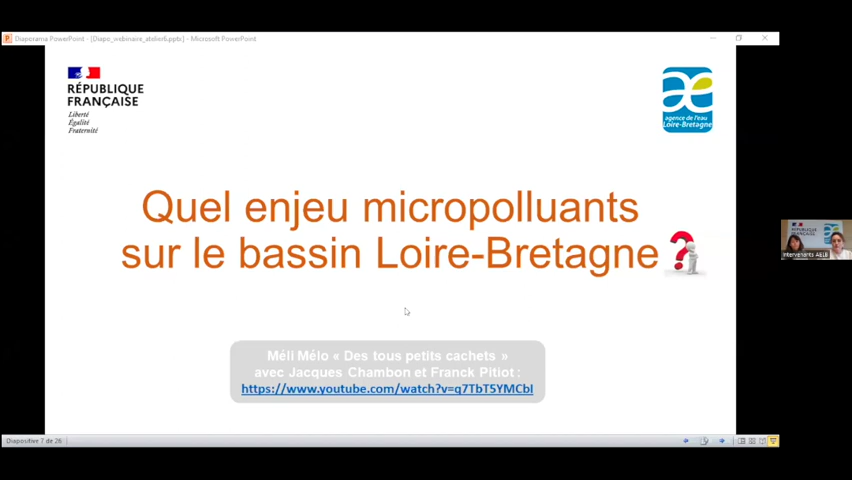 Diaporama PowerPoint - [Diapo_webinaire_atelier6.pptx] - Microsoft PowerPoint
RÉPUBLIQUE
FRANÇAISE
Liberté
Égalité
Fraternité
agence de l'eau
Loire-Bretagne
Quel enjeu micropolluants
sur le bassin Loire-Bretagne
?
Méli Mélo « Des tous petits cachets »
avec Jacques Chambon et Franck Pitiot :
https://www.youtube.com/watch?v=q7TbT5YMCbI
Intervenants AELB
Diapositive 7 de 26